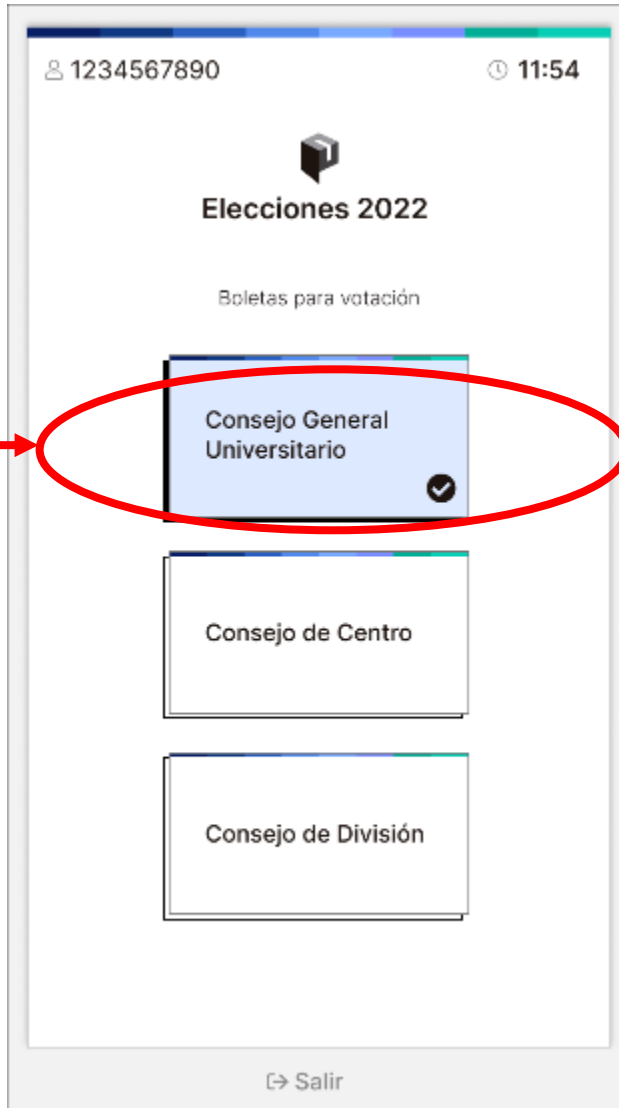 1234567890 11:54
Elecciones 2022
Boletas para votación
Consejo General
Universitario
Consejo de Centro
Consejo de División
Salir